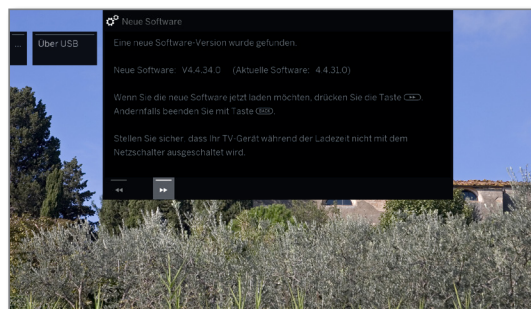 Neue Software
... Über USB
Eine neue Software-Version wurde gefunden.
Neue Software: V4.4.34.0 (Aktuelle Software: 4.4.31.0)
Wenn Sie die neue Software jetzt laden möchten, drücken Sie die Taste
Andernfalls beenden Sie mit Taste BACK.
Stellen Sie sicher, dass Ihr TV-Gerät während der Ladezeit nicht mit dem
Netzschalter ausgeschaltet wird.